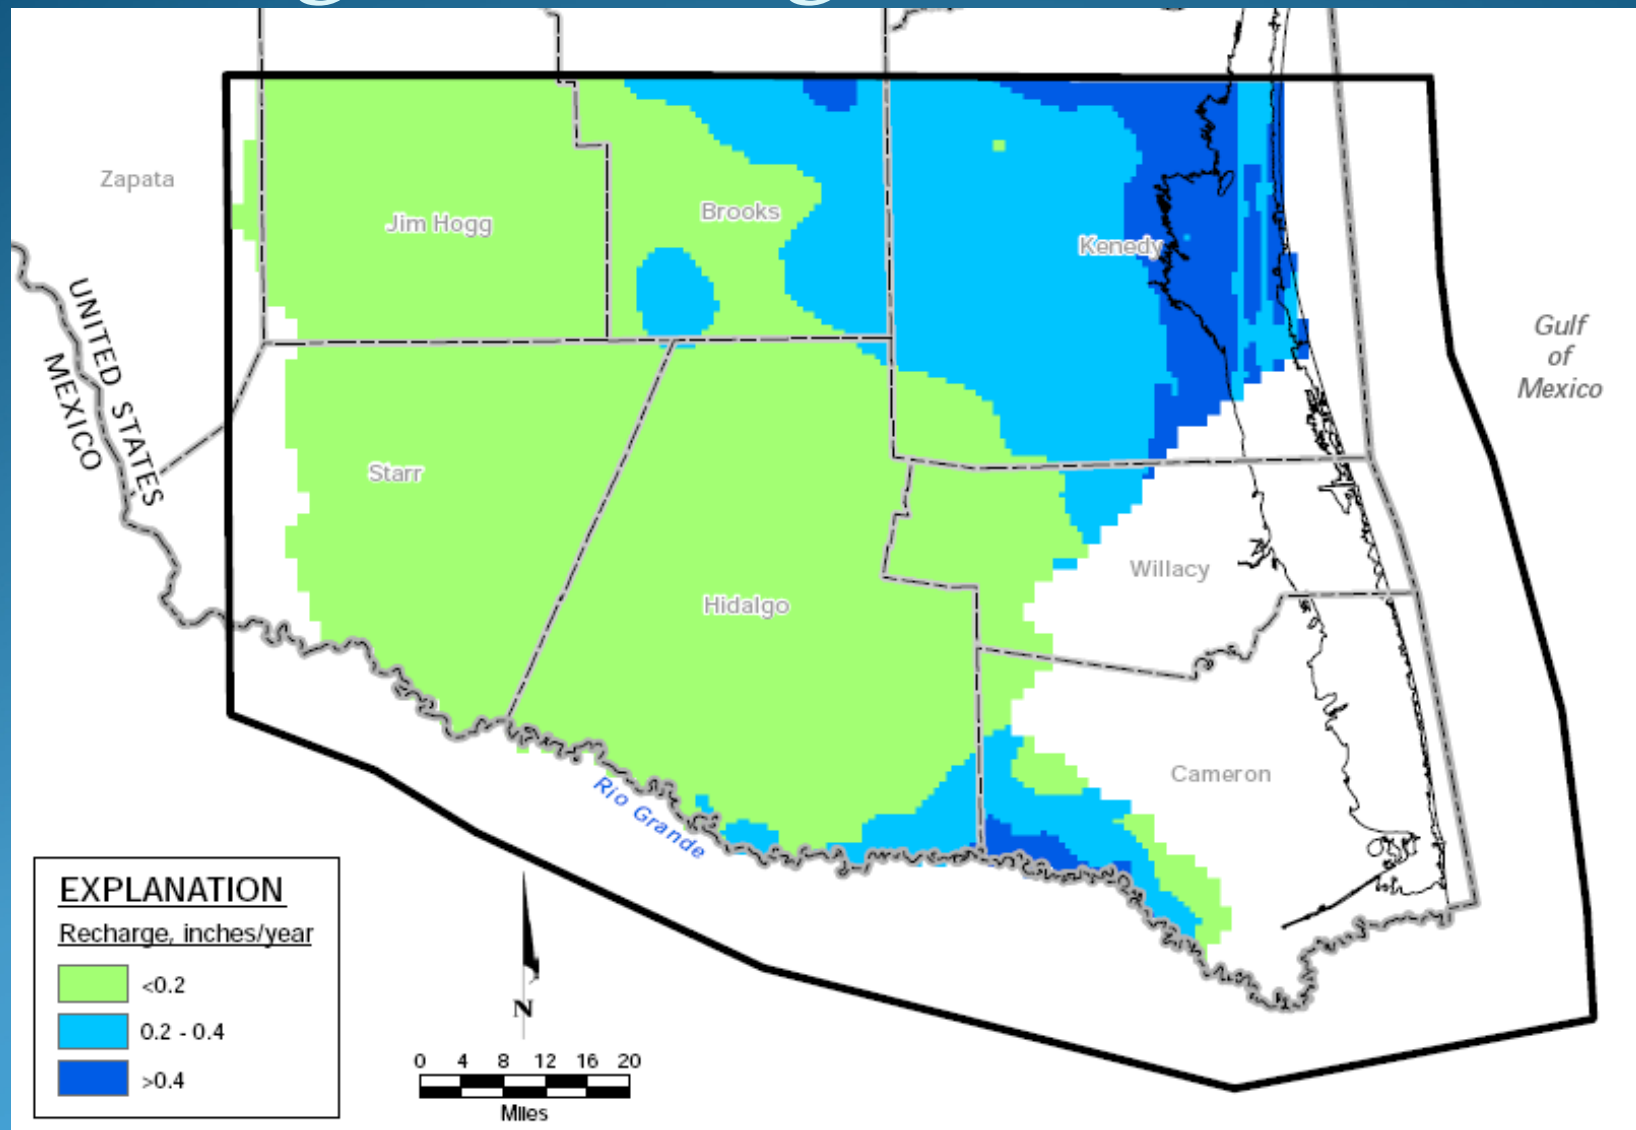 Zapata
Jim Hogg
Brooks
Kenedy
UNITED STATES
MEXICO
Gulf
of
Mexico
Starr
Willacy
Hidalgo
Cameron
Rio Grande
EXPLANATION
Recharge, inches/year
<0.2
0.2 - 0.4
>0.4
N
0 4 8 12 16 20
Miles